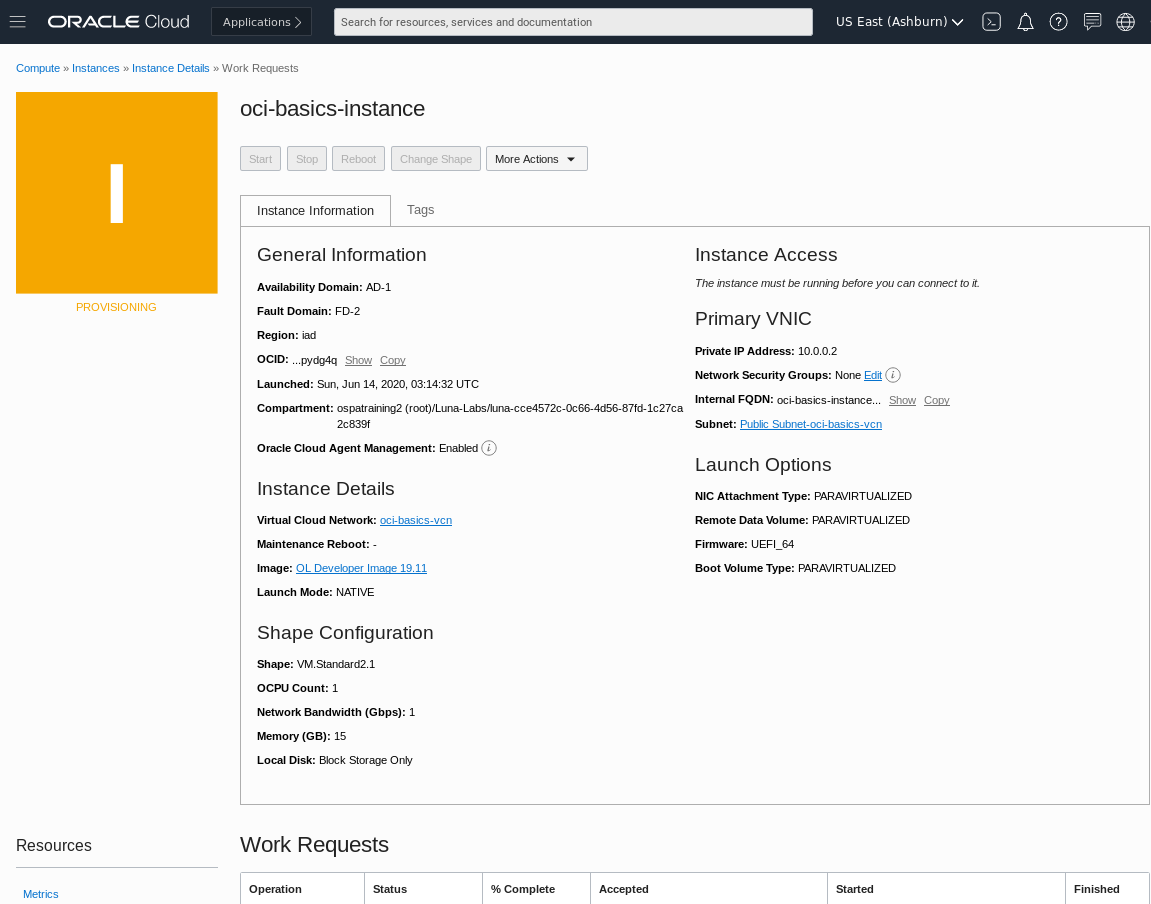 ORACLE Cloud
Applications
Search for resources, services and documentation
US East (Ashburn)
Compute » Instances » Instance Details » Work Requests
I
PROVISIONING
oci-basics-instance
Start Stop Reboot Change Shape More Actions
Instance Information Tags
General Information
Availability Domain: AD-1
Fault Domain: FD-2
Region: iad
OCID: ...pydg4q Show Copy
Launched: Sun, Jun 14, 2020, 03:14:32 UTC
Compartment: ospatraining2 (root)/Luna-Labs/luna-cce4572c-0c66-4d56-87fd-1c27ca
2c839f
Oracle Cloud Agent Management: Enabled i
Instance Details
Virtual Cloud Network: oci-basics-vcn
Maintenance Reboot: -
Image: OL Developer Image 19.11
Launch Mode: NATIVE
Shape Configuration
Shape: VM.Standard2.1
OCPU Count: 1
Network Bandwidth (Gbps): 1
Memory (GB): 15
Local Disk: Block Storage Only
Instance Access
The instance must be running before you can connect to it.
Primary VNIC
Private IP Address: 10.0.0.2
Network Security Groups: None Edit i
Internal FQDN: oci-basics-instance... Show Copy
Subnet: Public Subnet-oci-basics-vcn
Launch Options
NIC Attachment Type: PARAVIRTUALIZED
Remote Data Volume: PARAVIRTUALIZED
Firmware: UEFI_64
Boot Volume Type: PARAVIRTUALIZED
Resources
Metrics
Work Requests
Operation Status % Complete Accepted Started Finished